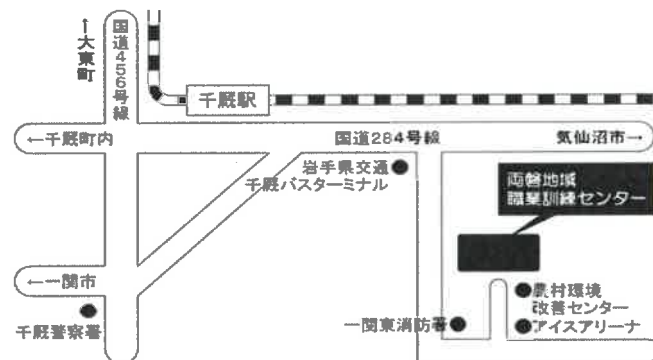 ←大東町
国道456号線
千厩駅
←千厩町内
国道284号線
気仙沼市→
岩手県交通
千厩バスターミナル
両磐地域
職業訓練センター
←一関市
千厩警察署
一関東消防署
農村環境
改善センター
アイスアリーナ